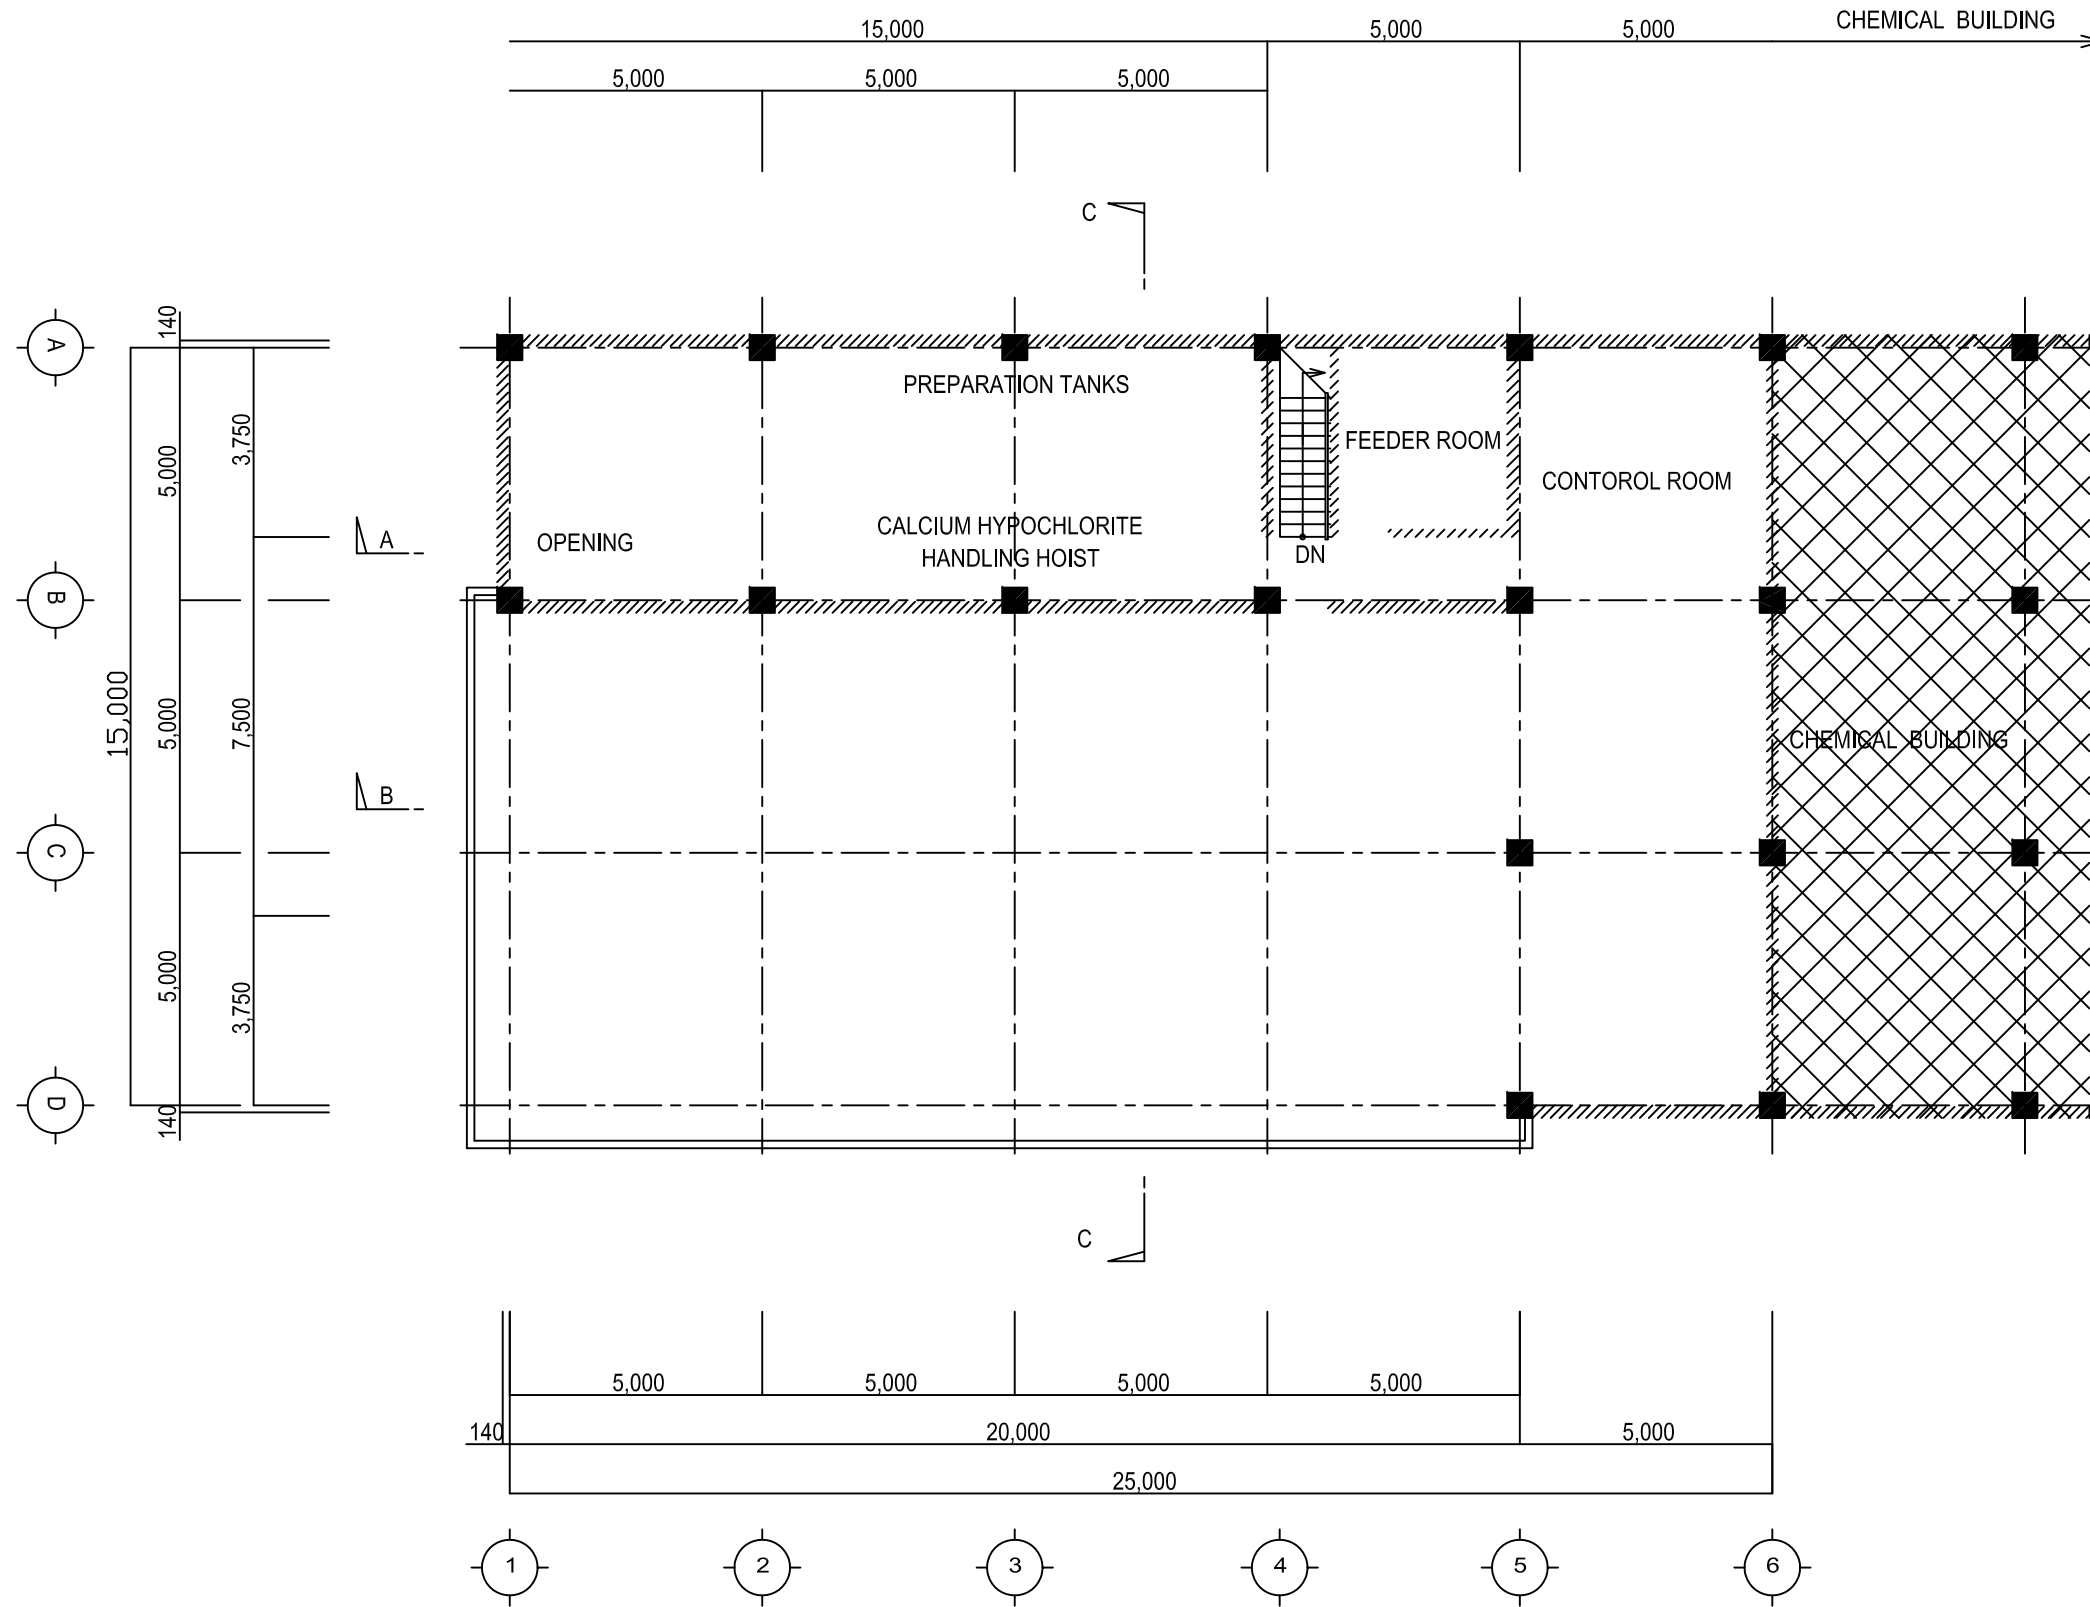 CHEMICAL BUILDING
15,000
5,000
5,000
5,000
5,000
5,000
C
A
140
PREPARATION TANKS
3,750
5,000
FEEDER ROOM
CONTOROL ROOM
A
OPENING
CALCIUM HYPOCHLORITE
HANDLING HOIST
DN
B
15,000
5,000
7,500
CHEMICAL BUILDING
B
C
5,000
3,750
D
140
C
5,000
5,000
5,000
5,000
140
20,000
5,000
25,000
1
2
3
4
5
6